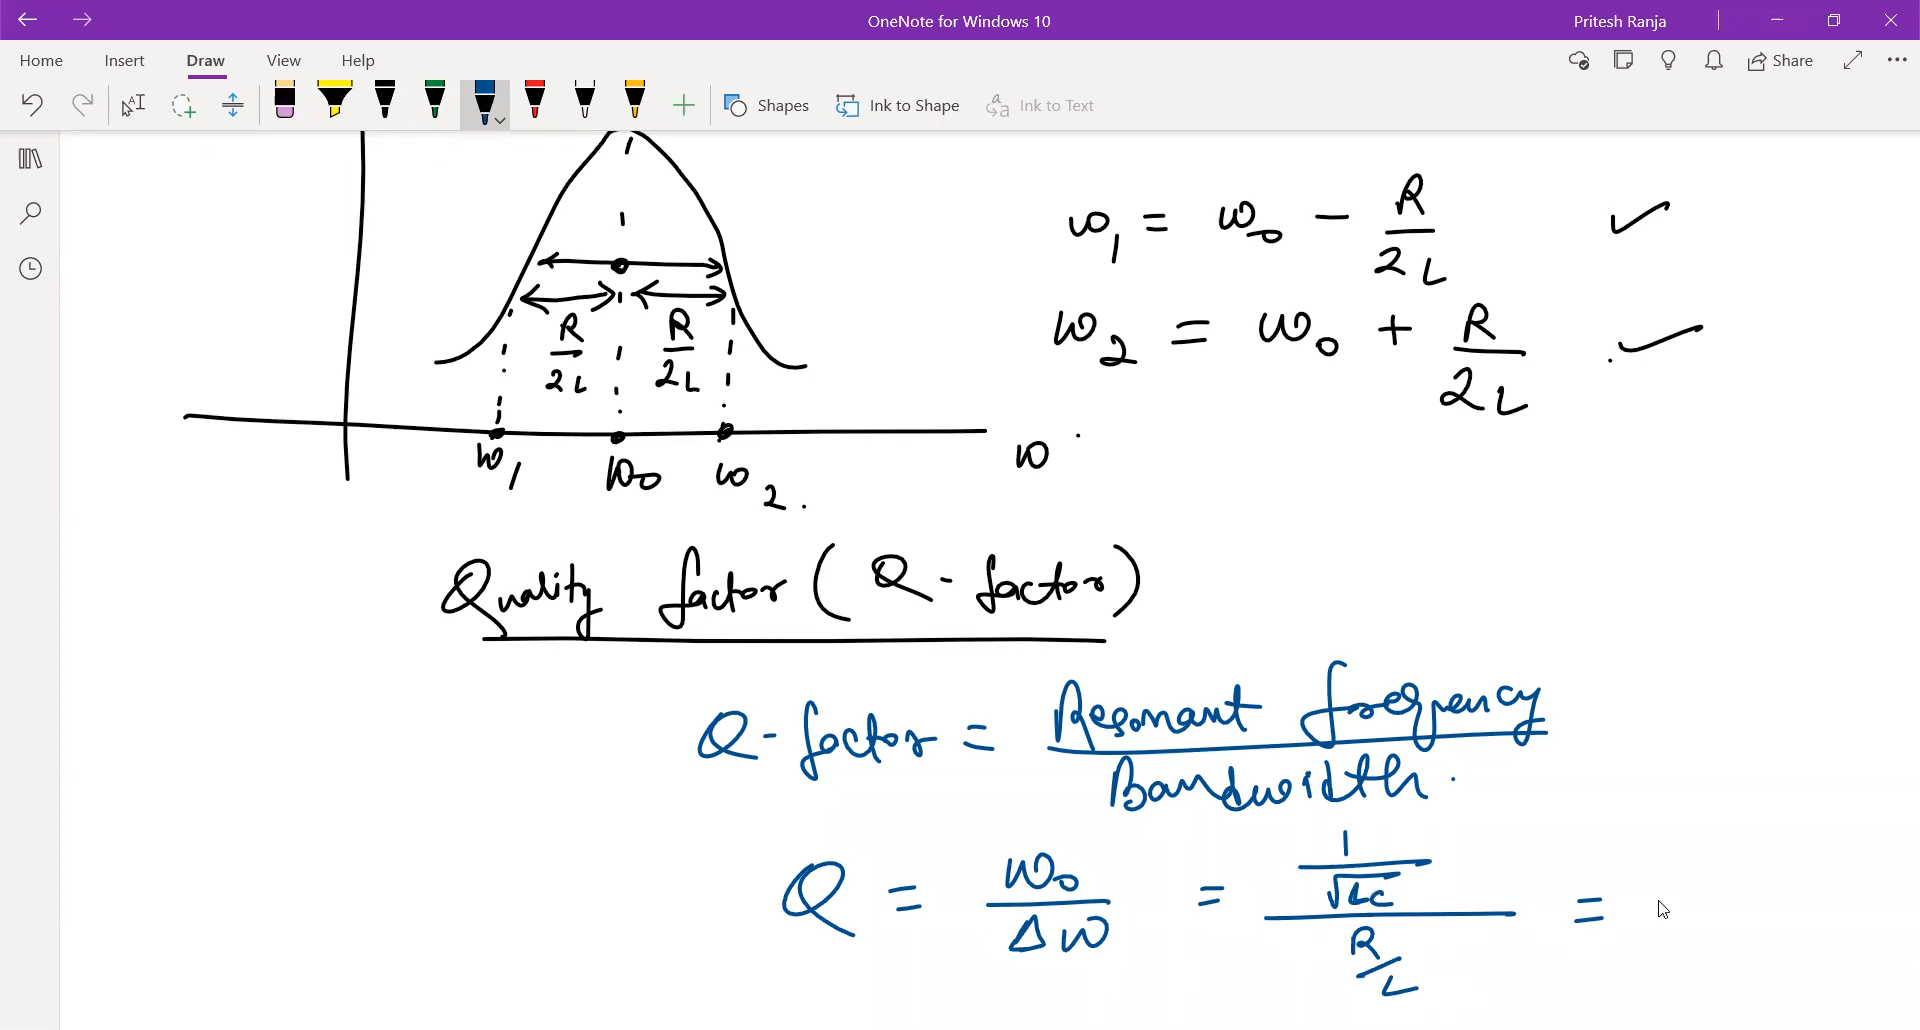 OneNote for Windows 10
Pritesh Ranja
Home Insert Draw View Help
Share
Shapes Ink to Shape Ink to Text
R/2L R/2L
ω₁ ω₀ ω₂ ω
ω₁ = ω₀ - R/2L
ω₂ = ω₀ + R/2L
Quality factor (Q-factor)
Q-factor = Resonant frequency / Bandwidth.
Q = ω₀/Δω = (1/√LC)/(R/L) =